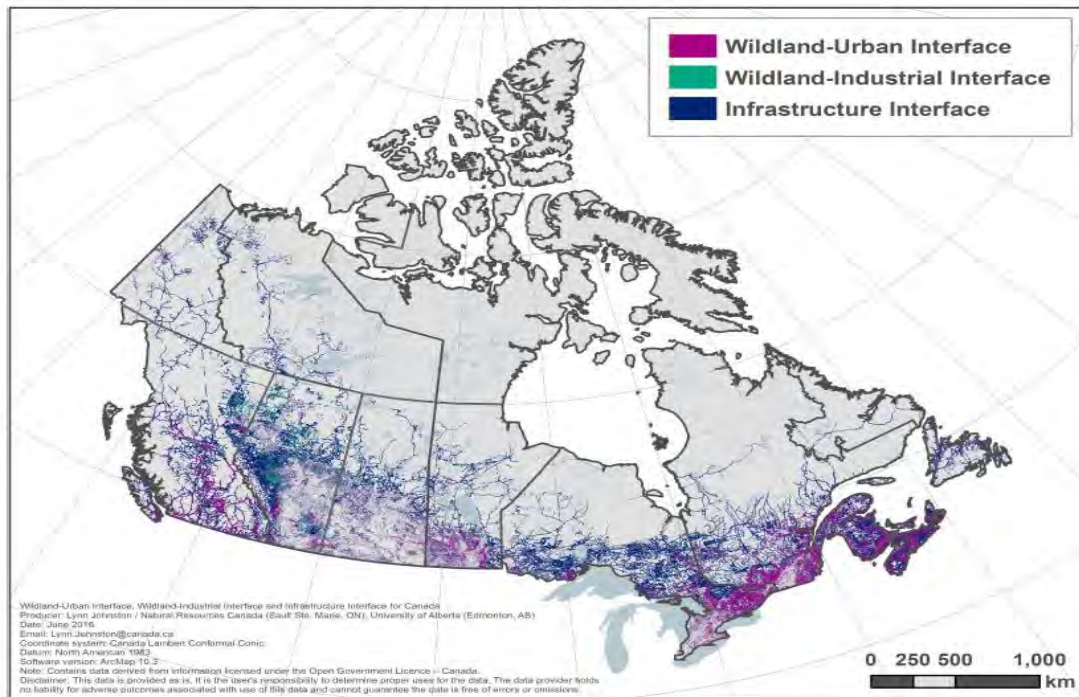 Wildland-Urban Interface
Wildland-Industrial Interface
Infrastructure Interface
Wildland-Urban Interface, Wildland-Industrial Interface and Infrastructure Interface for Canada
Producer: Lynn Johnston / Natural Resources Canada (Sault Ste. Marie, ON), University of Alberta (Edmonton, AB)
Date: June 2016
Email: Lynn.Johnston@canada.ca
Coordinate system: Canada Lambert Conformal Conic
Datum: North American 1983
Software version: ArcMap 10.3
Note: Contains data derived from information licensed under the Open Government Licence – Canada.
Disclaimer: This data is provided as is. It is the user's responsibility to determine proper uses for the data. The data provider holds
no liability for adverse outcomes associated with use of this data and cannot guarantee the data is free of errors or omissions.
0 250 500 1,000
km